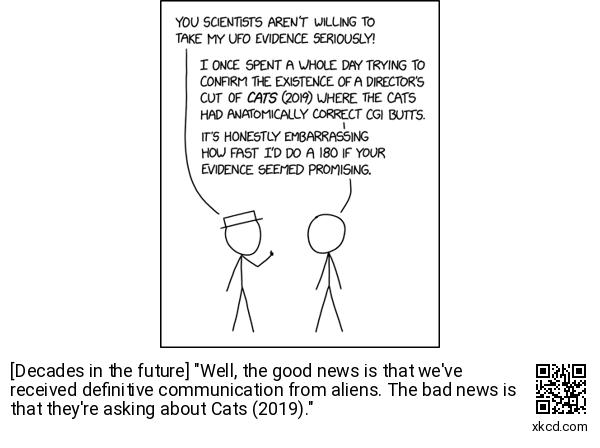 YOU SCIENTISTS AREN'T WILLING TO
TAKE MY UFO EVIDENCE SERIOUSLY!
I ONCE SPENT A WHOLE DAY TRYING TO
CONFIRM THE EXISTENCE OF A DIRECTOR'S
CUT OF CATS (2019) WHERE THE CATS
HAD ANATOMICALLY CORRECT CGI BUTTS.
IT'S HONESTLY EMBARRASSING
HOW FAST I'D DO A 180 IF YOUR
EVIDENCE SEEMED PROMISING.
[Decades in the future] "Well, the good news is that we've
received definitive communication from aliens. The bad news is
that they're asking about Cats (2019)."
xkcd.com